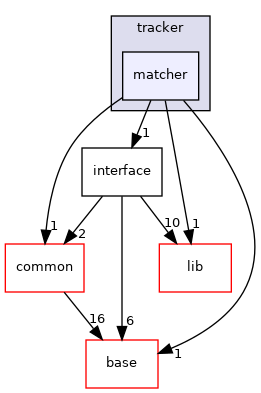 tracker
matcher
1
interface
1
2
10
1
common
lib
16
6
1
base